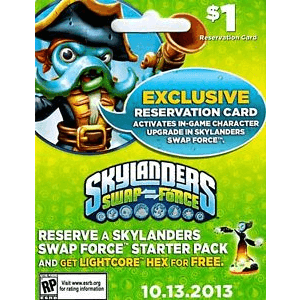 $1
Reservation Card
EXCLUSIVE
RESERVATION CARD
ACTIVATES IN-GAME CHARACTER
UPGRADE IN SKYLANDERS
SWAP FORCE™.
SKYLANDERS
SWAP FORCE
RESERVE A SKYLANDERS
SWAP FORCE™ STARTER PACK
AND GET LIGHTCORE™ HEX FOR FREE.
RP
Visit www.esrb.org
for rating information
ESRB
10.13.2013